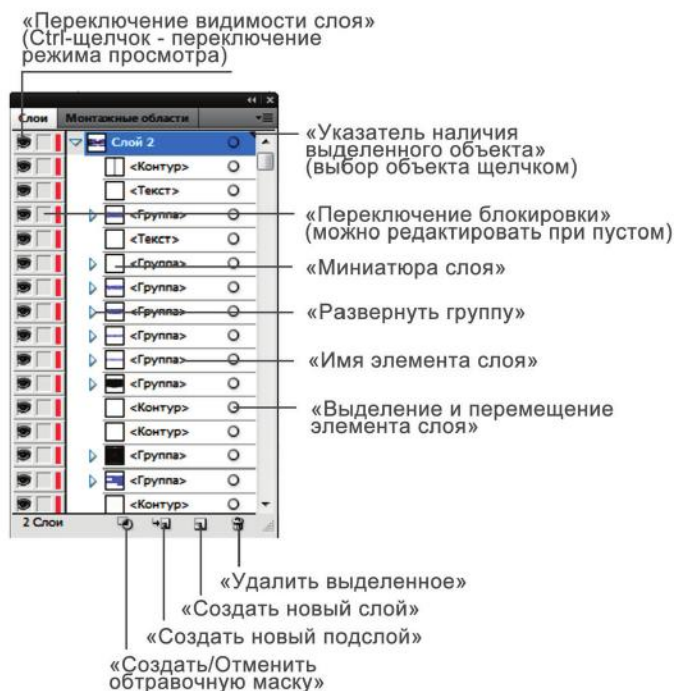 «Переключение видимости слоя»
(Ctrl-щелчок - переключение
режима просмотра)
Слои Монтажные области
Слой 2
<Контур>
<Текст>
<Группа>
<Текст>
<Группа>
<Группа>
<Группа>
<Группа>
<Группа>
<Группа>
<Контур>
<Контур>
<Группа>
<Группа>
<Контур>
2 Слои
«Указатель наличия
выделенного объекта»
(выбор объекта щелчком)
«Переключение блокировки»
(можно редактировать при пустом)
«Миниатюра слоя»
«Развернуть группу»
«Имя элемента слоя»
«Выделение и перемещение
элемента слоя»
«Удалить выделенное»
«Создать новый слой»
«Создать новый подслой»
«Создать/Отменить
обтравочную маску»